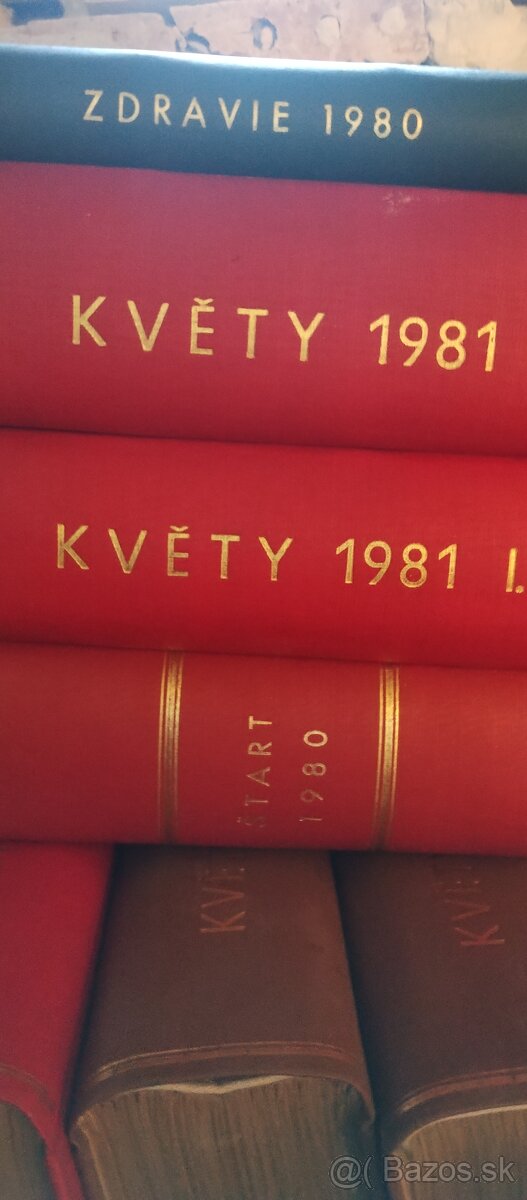 ZDRAVIE 1980
KVĚTY 1981
KVĚTY 1981 I.
ŠTART
1980
@( Bazos.sk